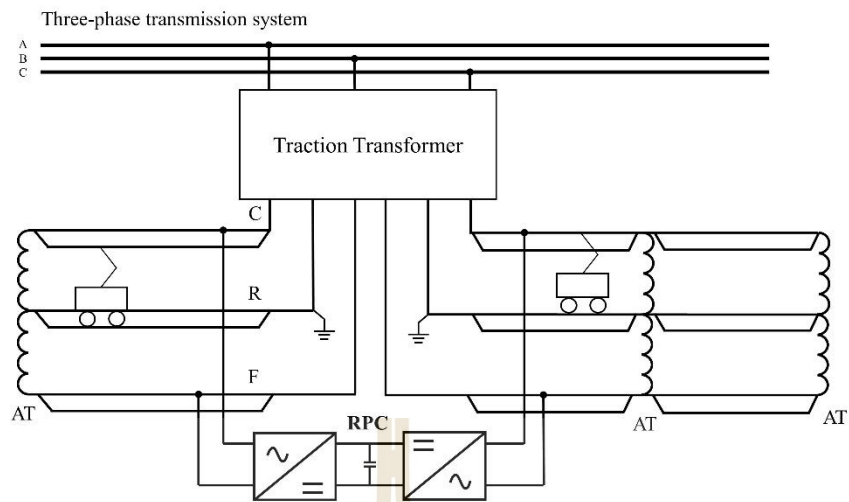 Three-phase transmission system
A
B
C
Traction Transformer
C
R
F
AT
RPC
AT
AT